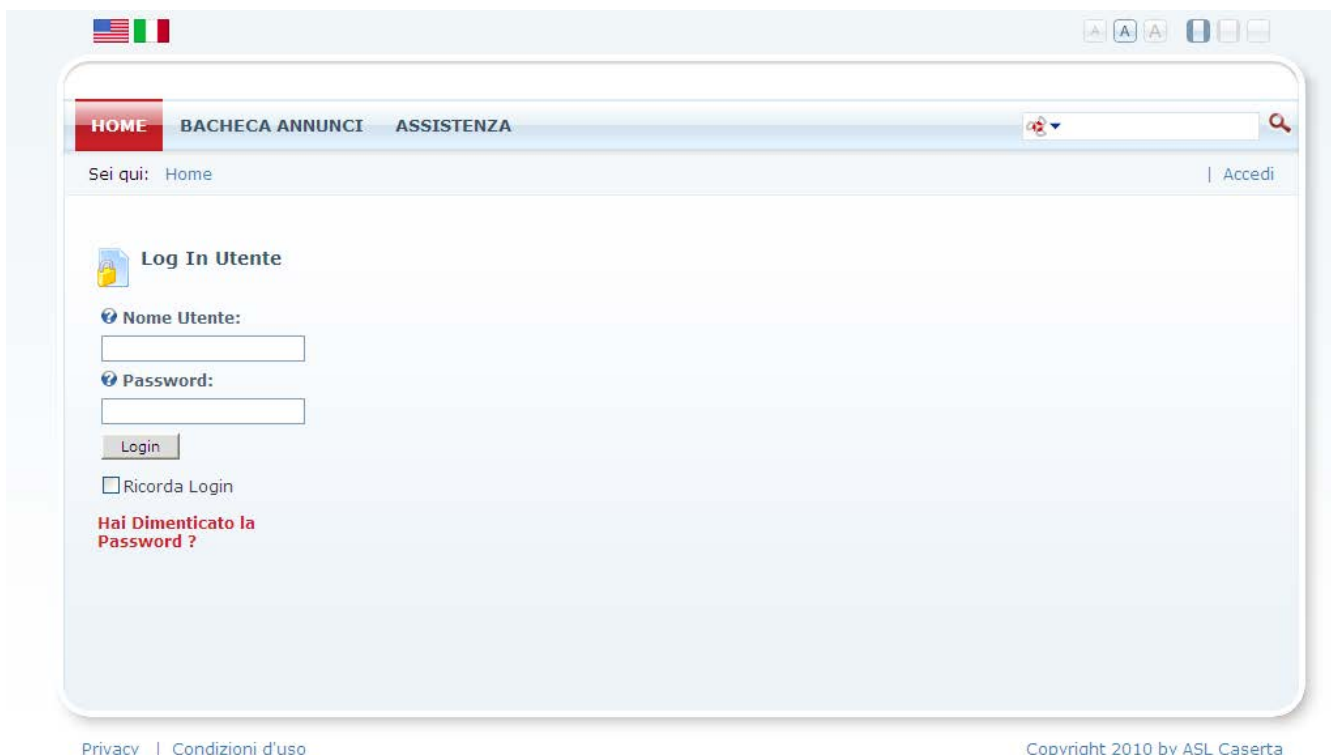 A A A
HOME BACHECA ANNUNCI ASSISTENZA
Sei qui: Home | Accedi
Log In Utente
Nome Utente:
Password:
Login
Ricorda Login
Hai Dimenticato la
Password ?
Privacy | Condizioni d'uso Copyright 2010 by ASL Caserta